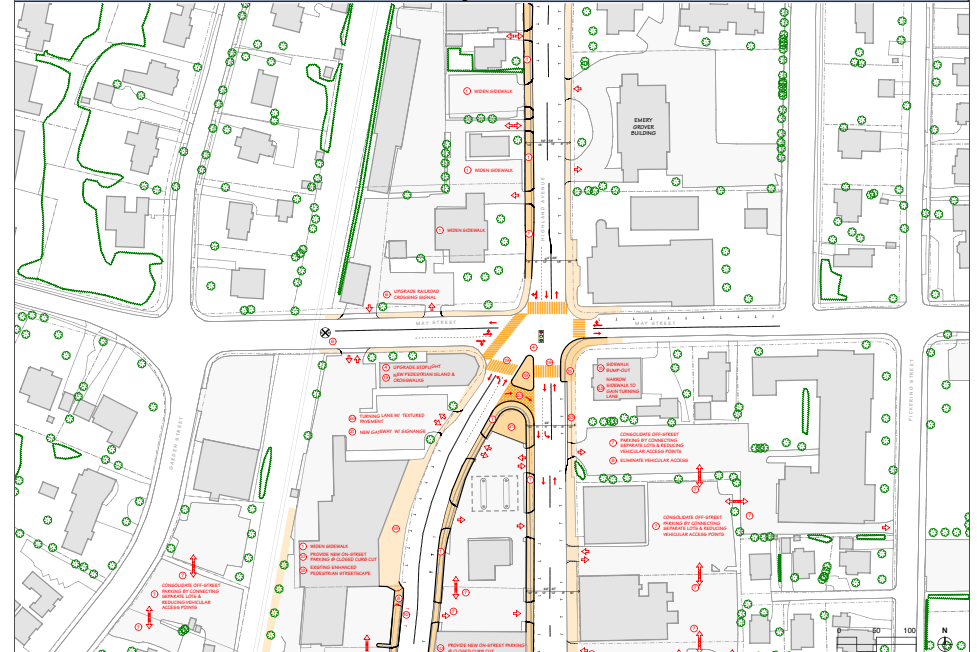 WIDEN SIDEWALK
EMERY
GROVER
BUILDING
WIDEN SIDEWALK
HIGHLAND AVENUE
WIDEN SIDEWALK
UPGRADE RAILROAD
CROSSING SIGNAL
MAY STREET
MAY STREET
UPGRADE STOPLIGHT
NEW PEDESTRIAN ISLAND &
CROSSWALKS
SIDEWALK
BUMP-OUT
NARROW
SIDEWALK TO
GAIN TURNING
LANE
PICKERING STREET
TURNING LANE W/ TEXTURED
PAVEMENT
NEW GATEWAY W/ SIGNAGE
GARDEN STREET
CONSOLIDATE OFF-STREET
PARKING BY CONNECTING
SEPARATE LOTS & REDUCING
VEHICULAR ACCESS POINTS
ELIMINATE VEHICULAR ACCESS
CONSOLIDATE OFF-STREET
PARKING BY CONNECTING
SEPARATE LOTS & REDUCING
VEHICULAR ACCESS POINTS
WIDEN SIDEWALK
PROVIDE NEW ON-STREET
PARKING @ CLOSED CURB CUT
EXISTING ENHANCED
PEDESTRIAN STREETSCAPE
CONSOLIDATE OFF-STREET
PARKING BY CONNECTING
SEPARATE LOTS &
REDUCING VEHICULAR
ACCESS POINTS
PROVIDE NEW ON-STREET PARKING
@ CLOSED CURB CUT
0 50 100 N